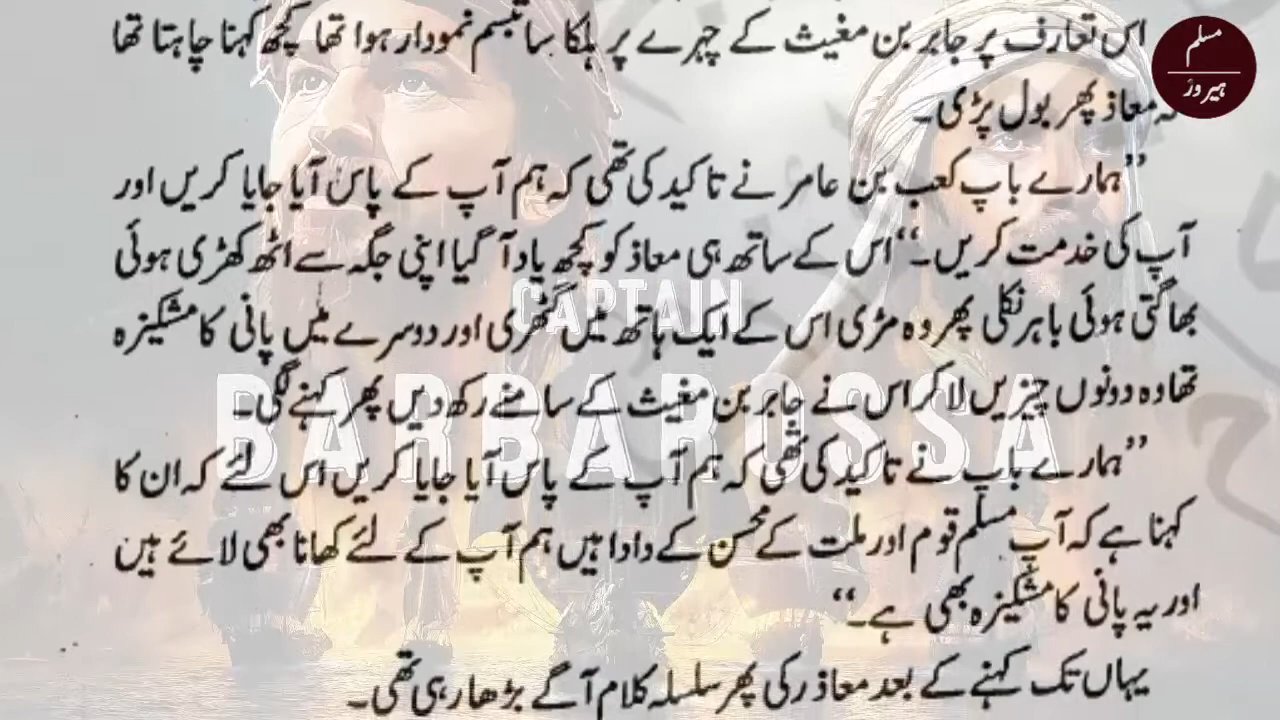 اس تعارف پر جابر بن مغیث کے چہرے پر ہلکا سا تبسم نمودار ہوا تھا کچھ کہنا چاہتا تھا
کہ معاذ پھر بول پڑی۔
”ہمارے باپ کعب بن عامر نے تاکید کی تھی کہ ہم آپ کے پاس آیا جایا کریں اور
آپ کی خدمت کریں۔“ اس کے ساتھ ہی معاذ کو کچھ یاد آ گیا اپنی جگہ سے اٹھ کھڑی ہوئی
بھاگتی ہوئی باہر نکلی پھر وہ مڑی اس کے ایک ہاتھ میں گٹھری اور دوسرے میں پانی کا مشکیزہ
تھا وہ دونوں چیزیں لا کر اس نے جابر بن مغیث کے سامنے رکھ دیں پھر کہنے لگی۔
”ہمارے باپ نے تاکید کی تھی کہ ہم آپ کے پاس آیا جایا کریں اس لئے کہ ان کا
کہنا ہے کہ آپ مسلم قوم اور ملت کے محسن کے دادا ہیں ہم آپ کے لئے کھانا بھی لائے ہیں
اور یہ پانی کا مشکیزہ بھی ہے۔“
یہاں تک کہنے کے بعد معاذ رکی پھر سلسلہ کلام آگے بڑھا رہی تھی۔
مسلم
ہیروز
CAPTAIN
BARBAROSSA